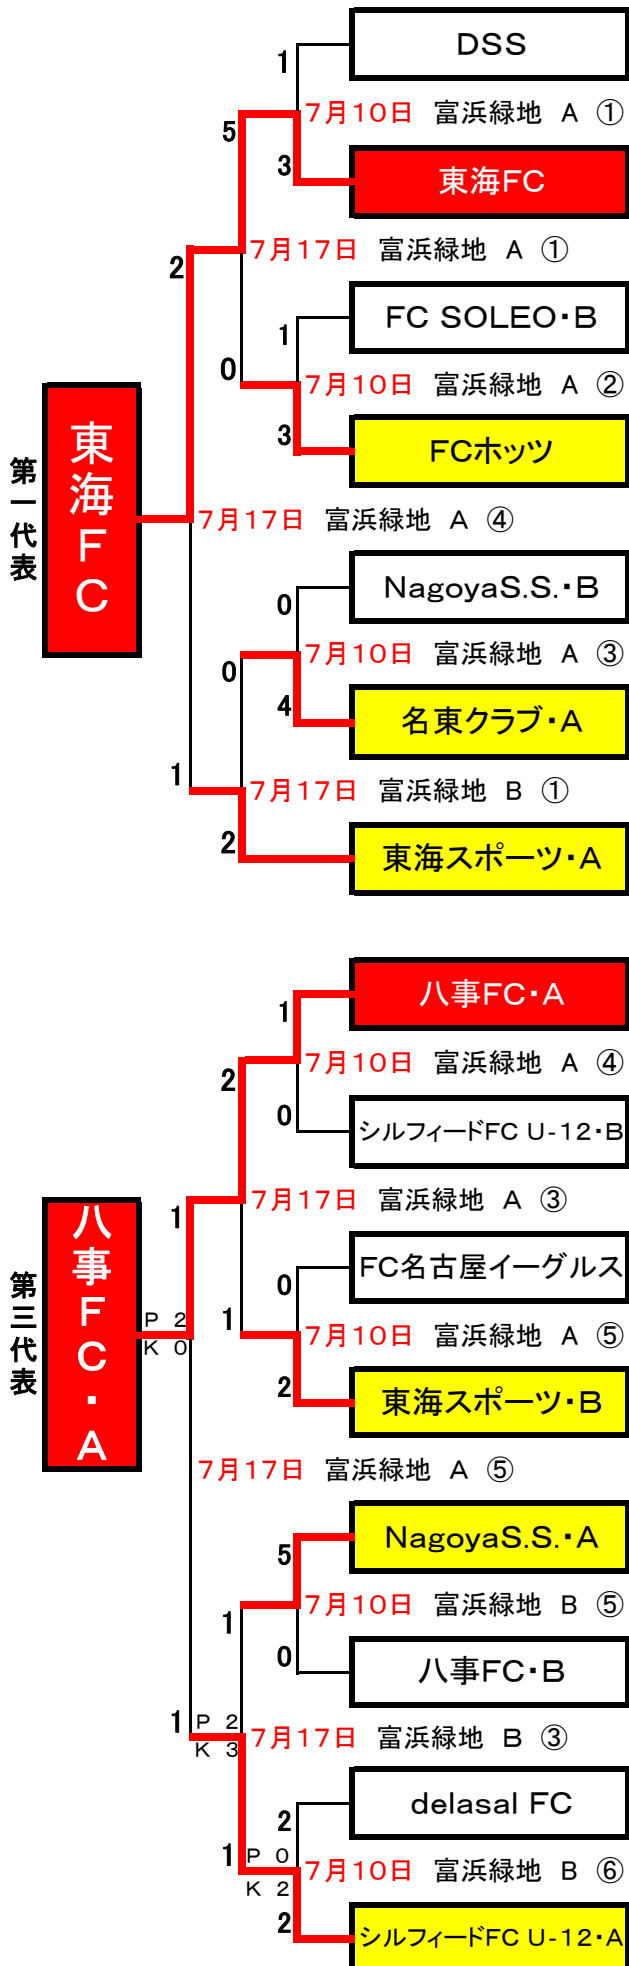 DSS
1
7月10日 富浜緑地 A ①
5
3
東海FC
7月17日 富浜緑地 A ①
2
FC SOLEO・B
1
0
7月10日 富浜緑地 A ②
3
FCホッツ
東海FC
第一代表
7月17日 富浜緑地 A ④
NagoyaS.S.・B
0
7月10日 富浜緑地 A ③
0
4
名東クラブ・A
1
7月17日 富浜緑地 B ①
2
東海スポーツ・A
八事FC・A
1
7月10日 富浜緑地 A ④
2
0
シルフィードFC U-12・B
7月17日 富浜緑地 A ③
1
八事FC・A
第三代表
FC名古屋イーグルス
0
P 2
K 0
1
7月10日 富浜緑地 A ⑤
2
東海スポーツ・B
7月17日 富浜緑地 A ⑤
NagoyaS.S.・A
5
7月10日 富浜緑地 B ⑤
1
0
八事FC・B
1
P 2
K 3
7月17日 富浜緑地 B ③
delasal FC
2
1
P 0
K 2
7月10日 富浜緑地 B ⑥
2
シルフィードFC U-12・A